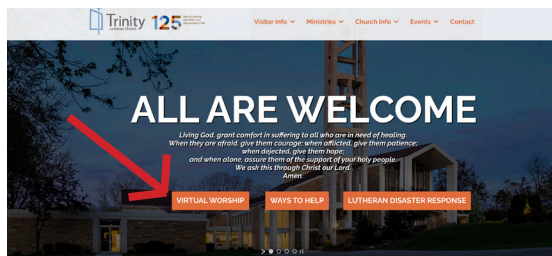 Trinity
Lutheran Church
125
Visitor Info
Ministries
Church Info
Events
Contact
ALL ARE WELCOME
Living God, grant comfort in suffering to all who are in need of healing.
When they are afraid, give them courage; when afflicted, give them patience;
when dejected, give them hope;
and when alone, assure them of the support of your holy people.
We ask this through Christ our Lord.
Amen.
VIRTUAL WORSHIP
WAYS TO HELP
LUTHERAN DISASTER RESPONSE